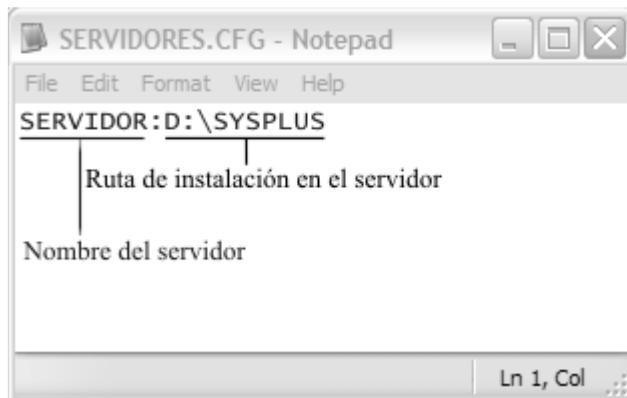 SERVIDORES.CFG - Notepad
File Edit Format View Help
SERVIDOR:D:\SYSPLUS
Ruta de instalación en el servidor
Nombre del servidor
Ln 1, Col